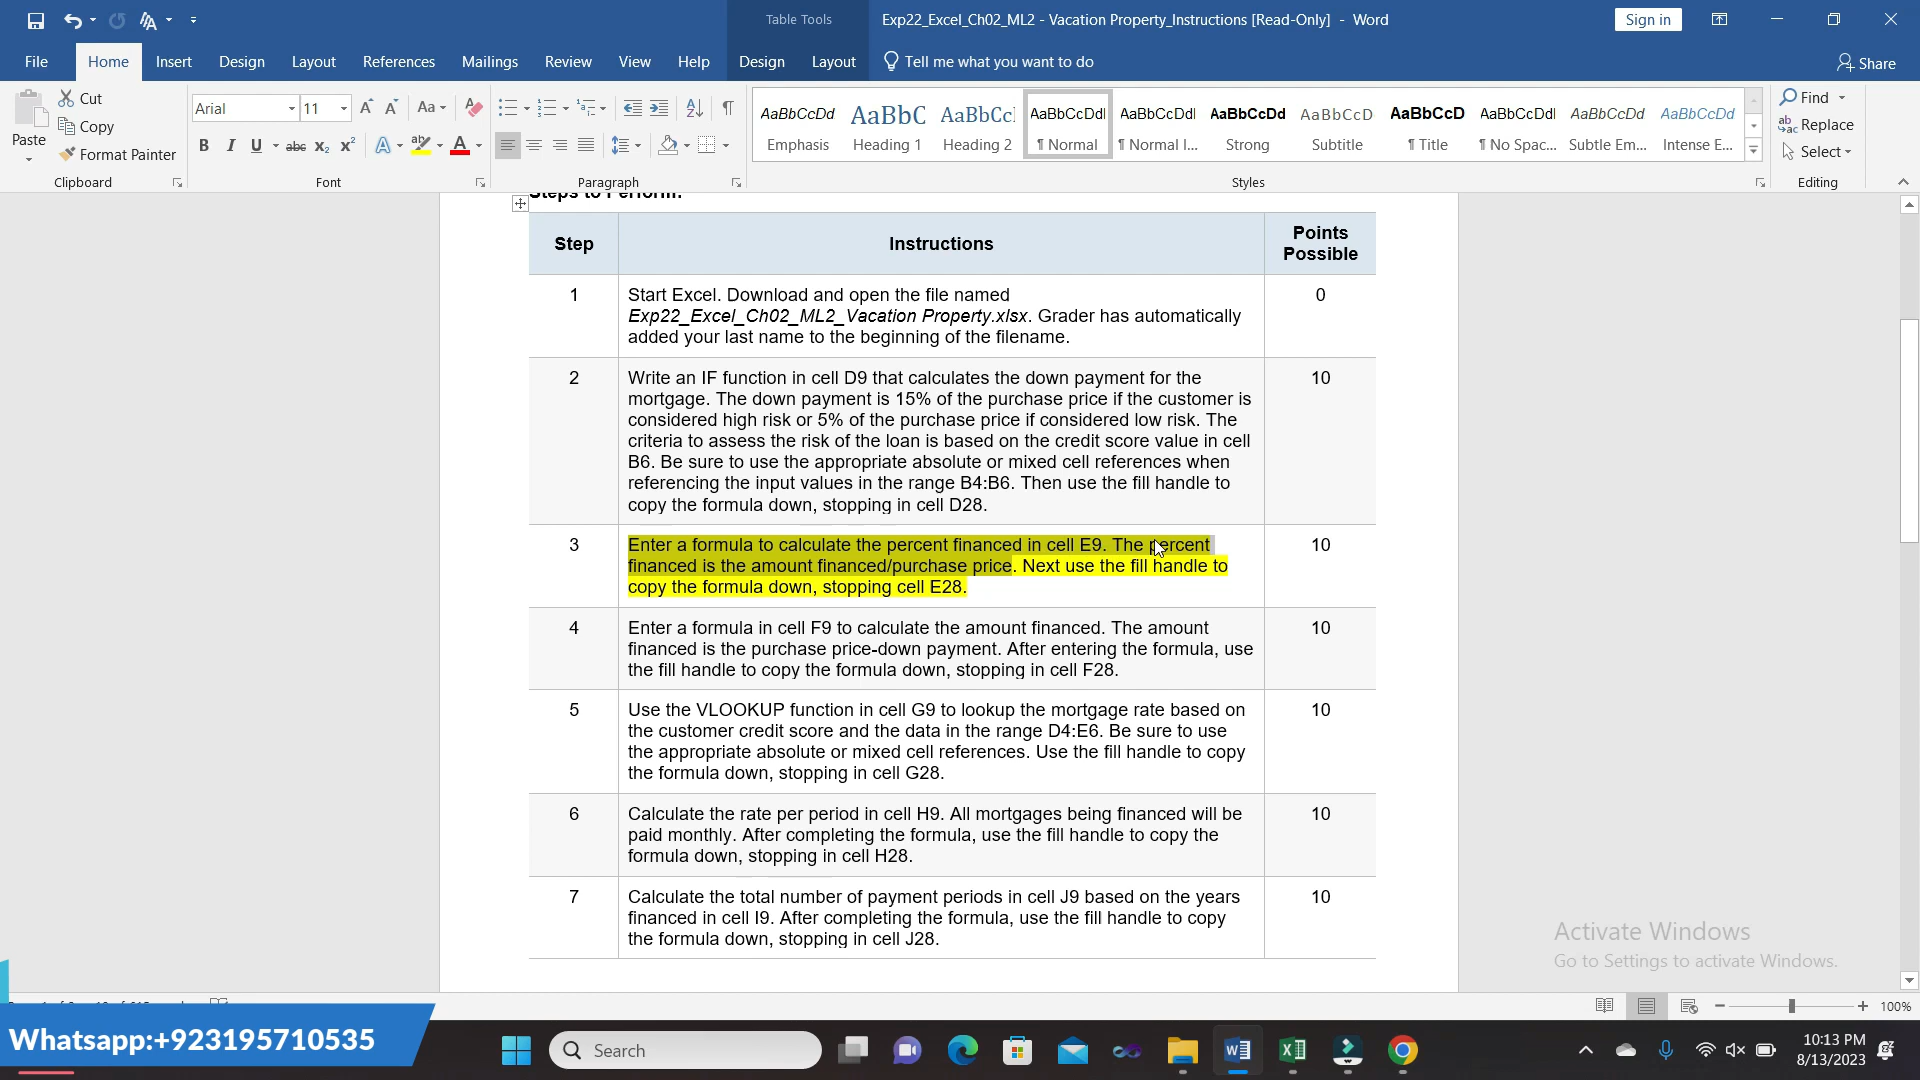 Table Tools
Exp22_Excel_Ch02_ML2 - Vacation Property_Instructions [Read-Only] - Word
Sign in
File Home Insert Design Layout References Mailings Review View Help Design Layout Tell me what you want to do Share
Paste
Cut
Copy
Format Painter
Clipboard
Arial 11
Font
Paragraph
AaBbCcDd Emphasis
AaBbC Heading 1
AaBbCc Heading 2
AaBbCcDd ¶ Normal
AaBbCcDd ¶ Normal I...
AaBbCcDd Strong
AaBbCcD Subtitle
AaBbCcD ¶ Title
AaBbCcDd ¶ No Spac...
AaBbCcDd Subtle Em...
AaBbCcDd Intense E...
Styles
Find
Replace
Select
Editing
Steps to Perform:
Step Instructions Points Possible
1 Start Excel. Download and open the file named 0
Exp22_Excel_Ch02_ML2_Vacation Property.xlsx. Grader has automatically
added your last name to the beginning of the filename.
2 Write an IF function in cell D9 that calculates the down payment for the 10
mortgage. The down payment is 15% of the purchase price if the customer is
considered high risk or 5% of the purchase price if considered low risk. The
criteria to assess the risk of the loan is based on the credit score value in cell
B6. Be sure to use the appropriate absolute or mixed cell references when
referencing the input values in the range B4:B6. Then use the fill handle to
copy the formula down, stopping in cell D28.
3 Enter a formula to calculate the percent financed in cell E9. The percent 10
financed is the amount financed/purchase price. Next use the fill handle to
copy the formula down, stopping cell E28.
4 Enter a formula in cell F9 to calculate the amount financed. The amount 10
financed is the purchase price-down payment. After entering the formula, use
the fill handle to copy the formula down, stopping in cell F28.
5 Use the VLOOKUP function in cell G9 to lookup the mortgage rate based on 10
the customer credit score and the data in the range D4:E6. Be sure to use
the appropriate absolute or mixed cell references. Use the fill handle to copy
the formula down, stopping in cell G28.
6 Calculate the rate per period in cell H9. All mortgages being financed will be 10
paid monthly. After completing the formula, use the fill handle to copy the
formula down, stopping in cell H28.
7 Calculate the total number of payment periods in cell J9 based on the years 10
financed in cell I9. After completing the formula, use the fill handle to copy
the formula down, stopping in cell J28.
Activate Windows
Go to Settings to activate Windows.
100%
Whatsapp:+923195710535
Search
10:13 PM
8/13/2023